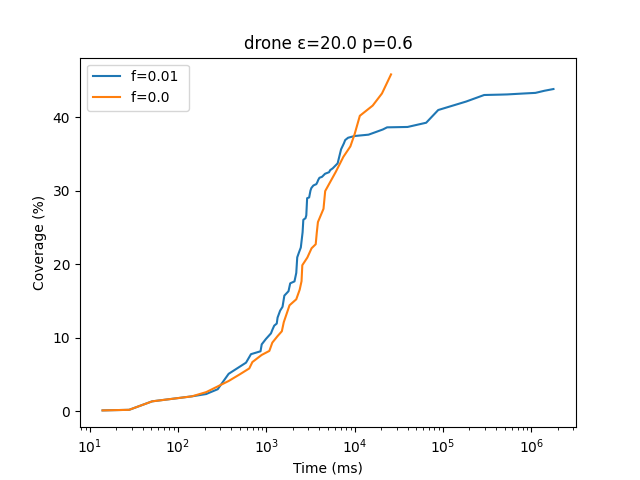 drone ε=20.0 p=0.6
f=0.01
f=0.0
Coverage (%)
40
30
20
10
0
10¹ 10² 10³ 10⁴ 10⁵ 10⁶
Time (ms)